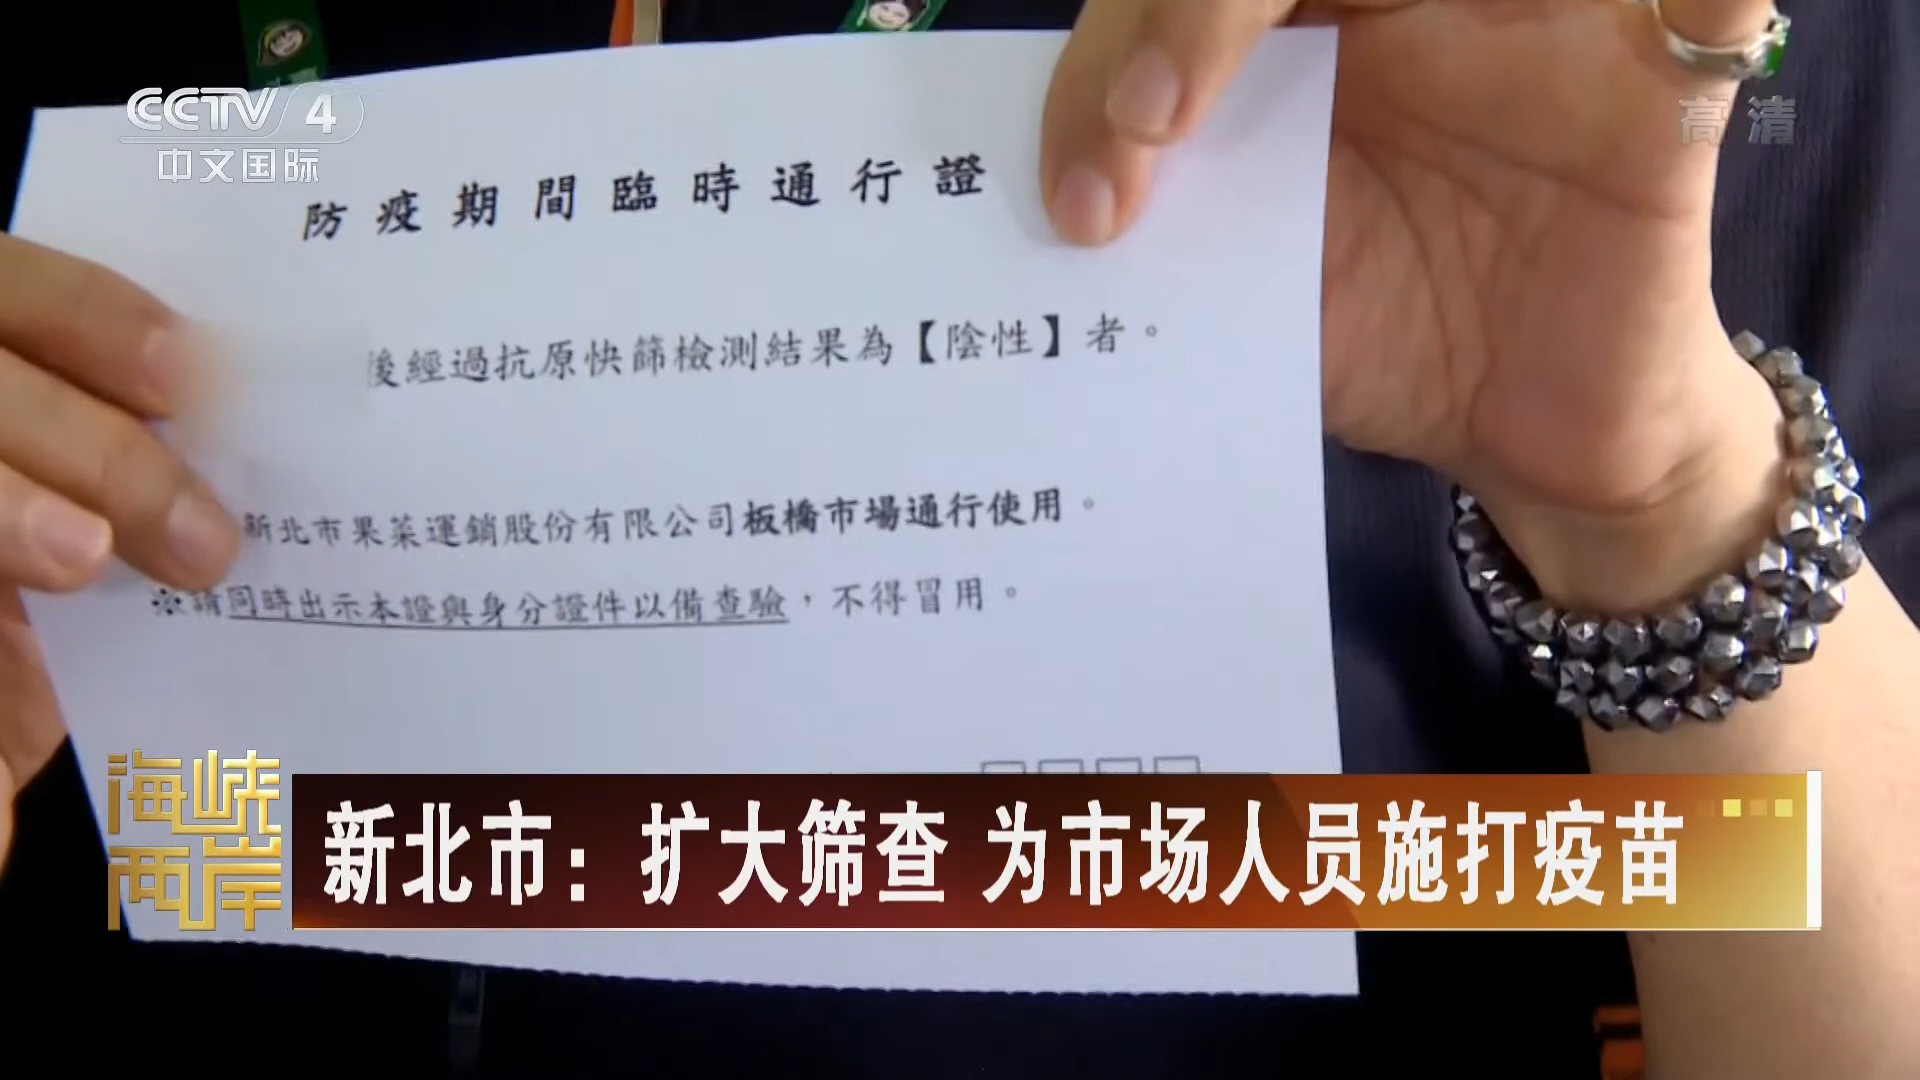 CCTV 4
中文国际
高清
防疫期間臨時通行證
後經過抗原快篩檢測結果為【陰性】者。
新北市果菜運銷股份有限公司板橋市場通行使用。
※請同時出示本證與身分證件以備查驗，不得冒用。
海峡两岸
新北市：扩大筛查 为市场人员施打疫苗